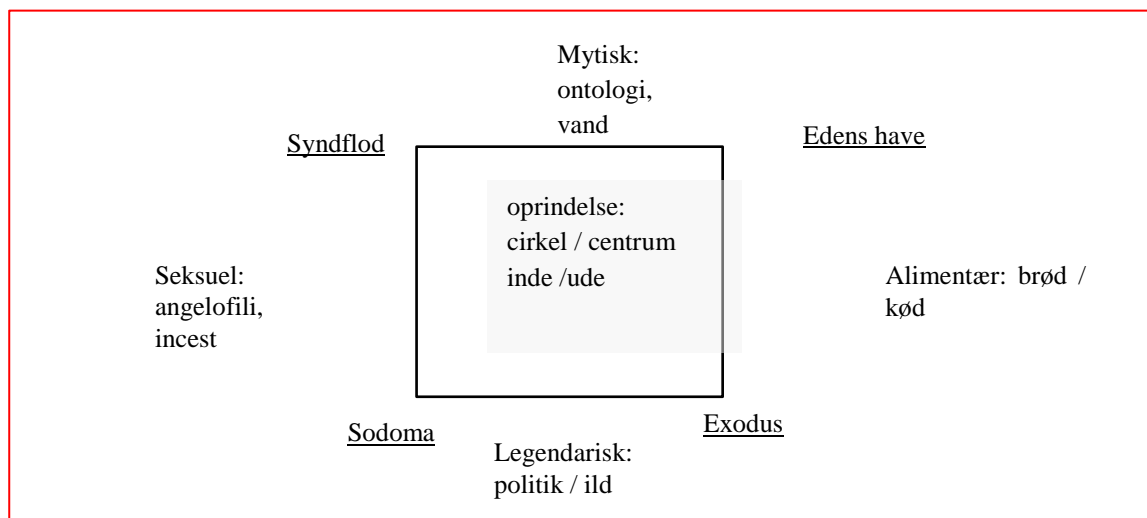 Mytisk:
ontologi,
vand
Syndflod
Edens have
oprindelse:
cirkel / centrum
inde /ude
Seksuel:
angelofili,
incest
Alimentær: brød /
kød
Sodoma
Exodus
Legendarisk:
politik / ild